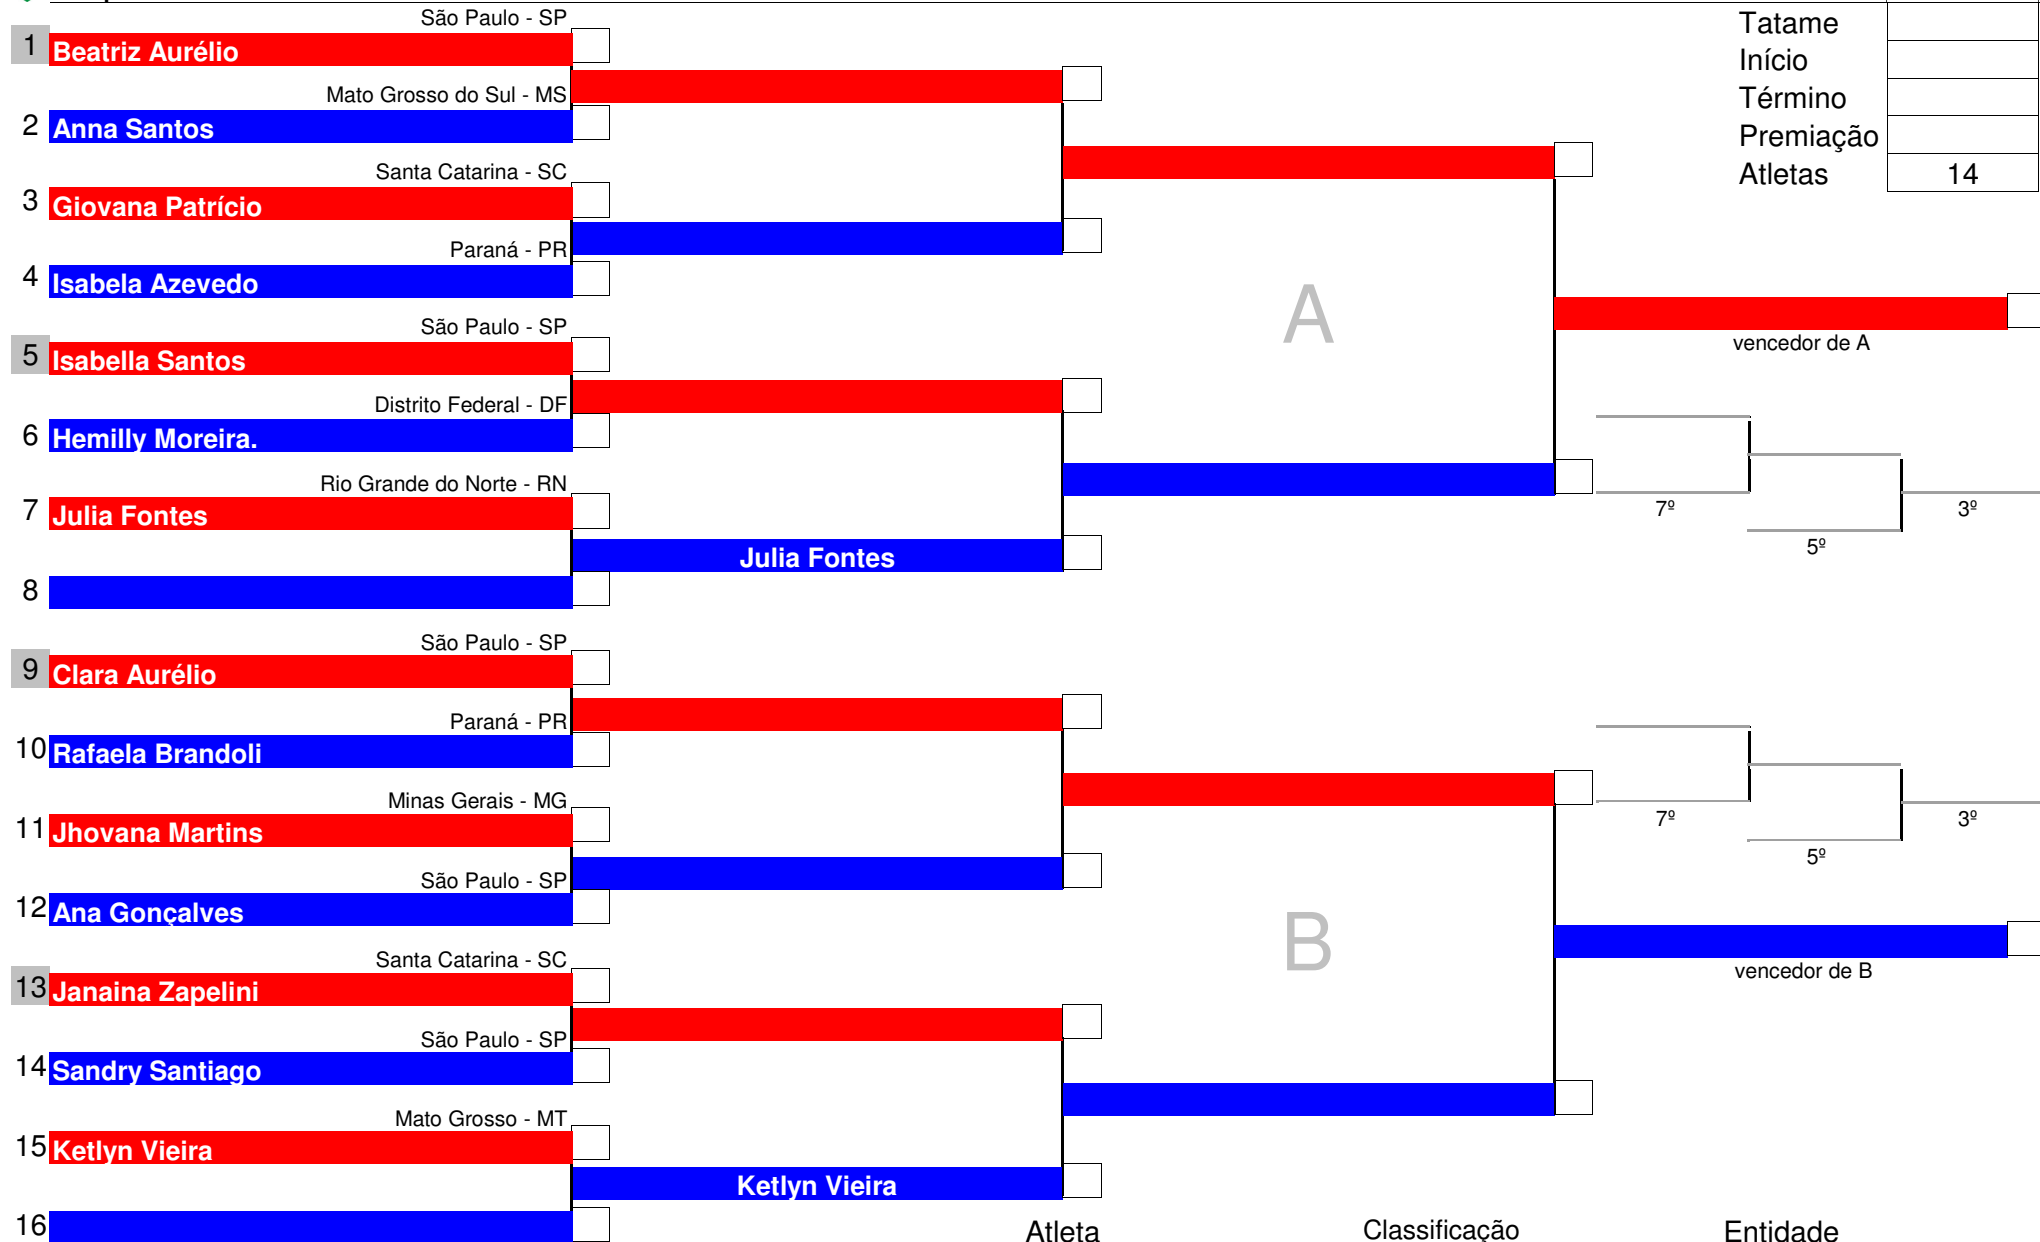 São Paulo - SP
Tatame
1 Beatriz Aurélio
Início
Mato Grosso do Sul - MS
Término
2 Anna Santos
Premiação
Santa Catarina - SC
Atletas 14
3 Giovana Patrício
Paraná - PR
4 Isabela Azevedo
A
São Paulo - SP
vencedor de A
5 Isabella Santos
Distrito Federal - DF
6 Hemilly Moreira.
Rio Grande do Norte - RN
7º 3º
7 Julia Fontes
5º
Julia Fontes
8
São Paulo - SP
9 Clara Aurélio
Paraná - PR
10 Rafaela Brandoli
Minas Gerais - MG
7º 3º
11 Jhovana Martins
5º
São Paulo - SP
12 Ana Gonçalves
B
Santa Catarina - SC
vencedor de B
13 Janaina Zapelini
São Paulo - SP
14 Sandry Santiago
Mato Grosso - MT
15 Ketlyn Vieira
Ketlyn Vieira
16
Atleta Classificação Entidade